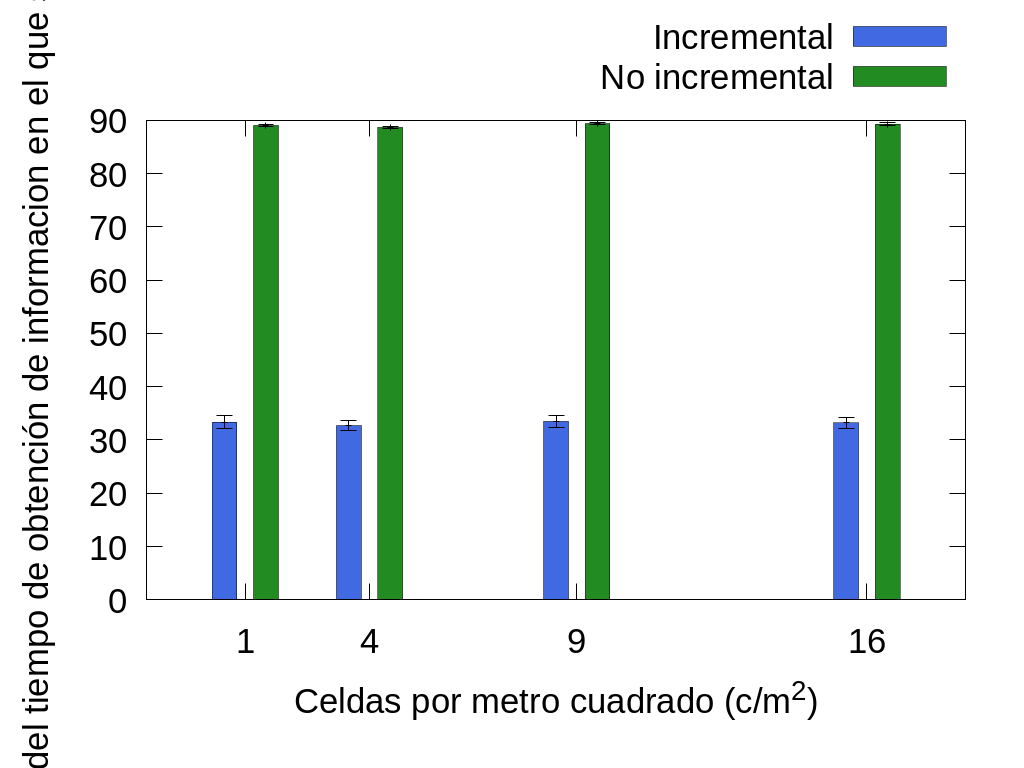 Incremental
No incremental
del tiempo de obtención de informacion en el que
90
80
70
60
50
40
30
20
10
0
1 4 9 16
Celdas por metro cuadrado (c/m²)